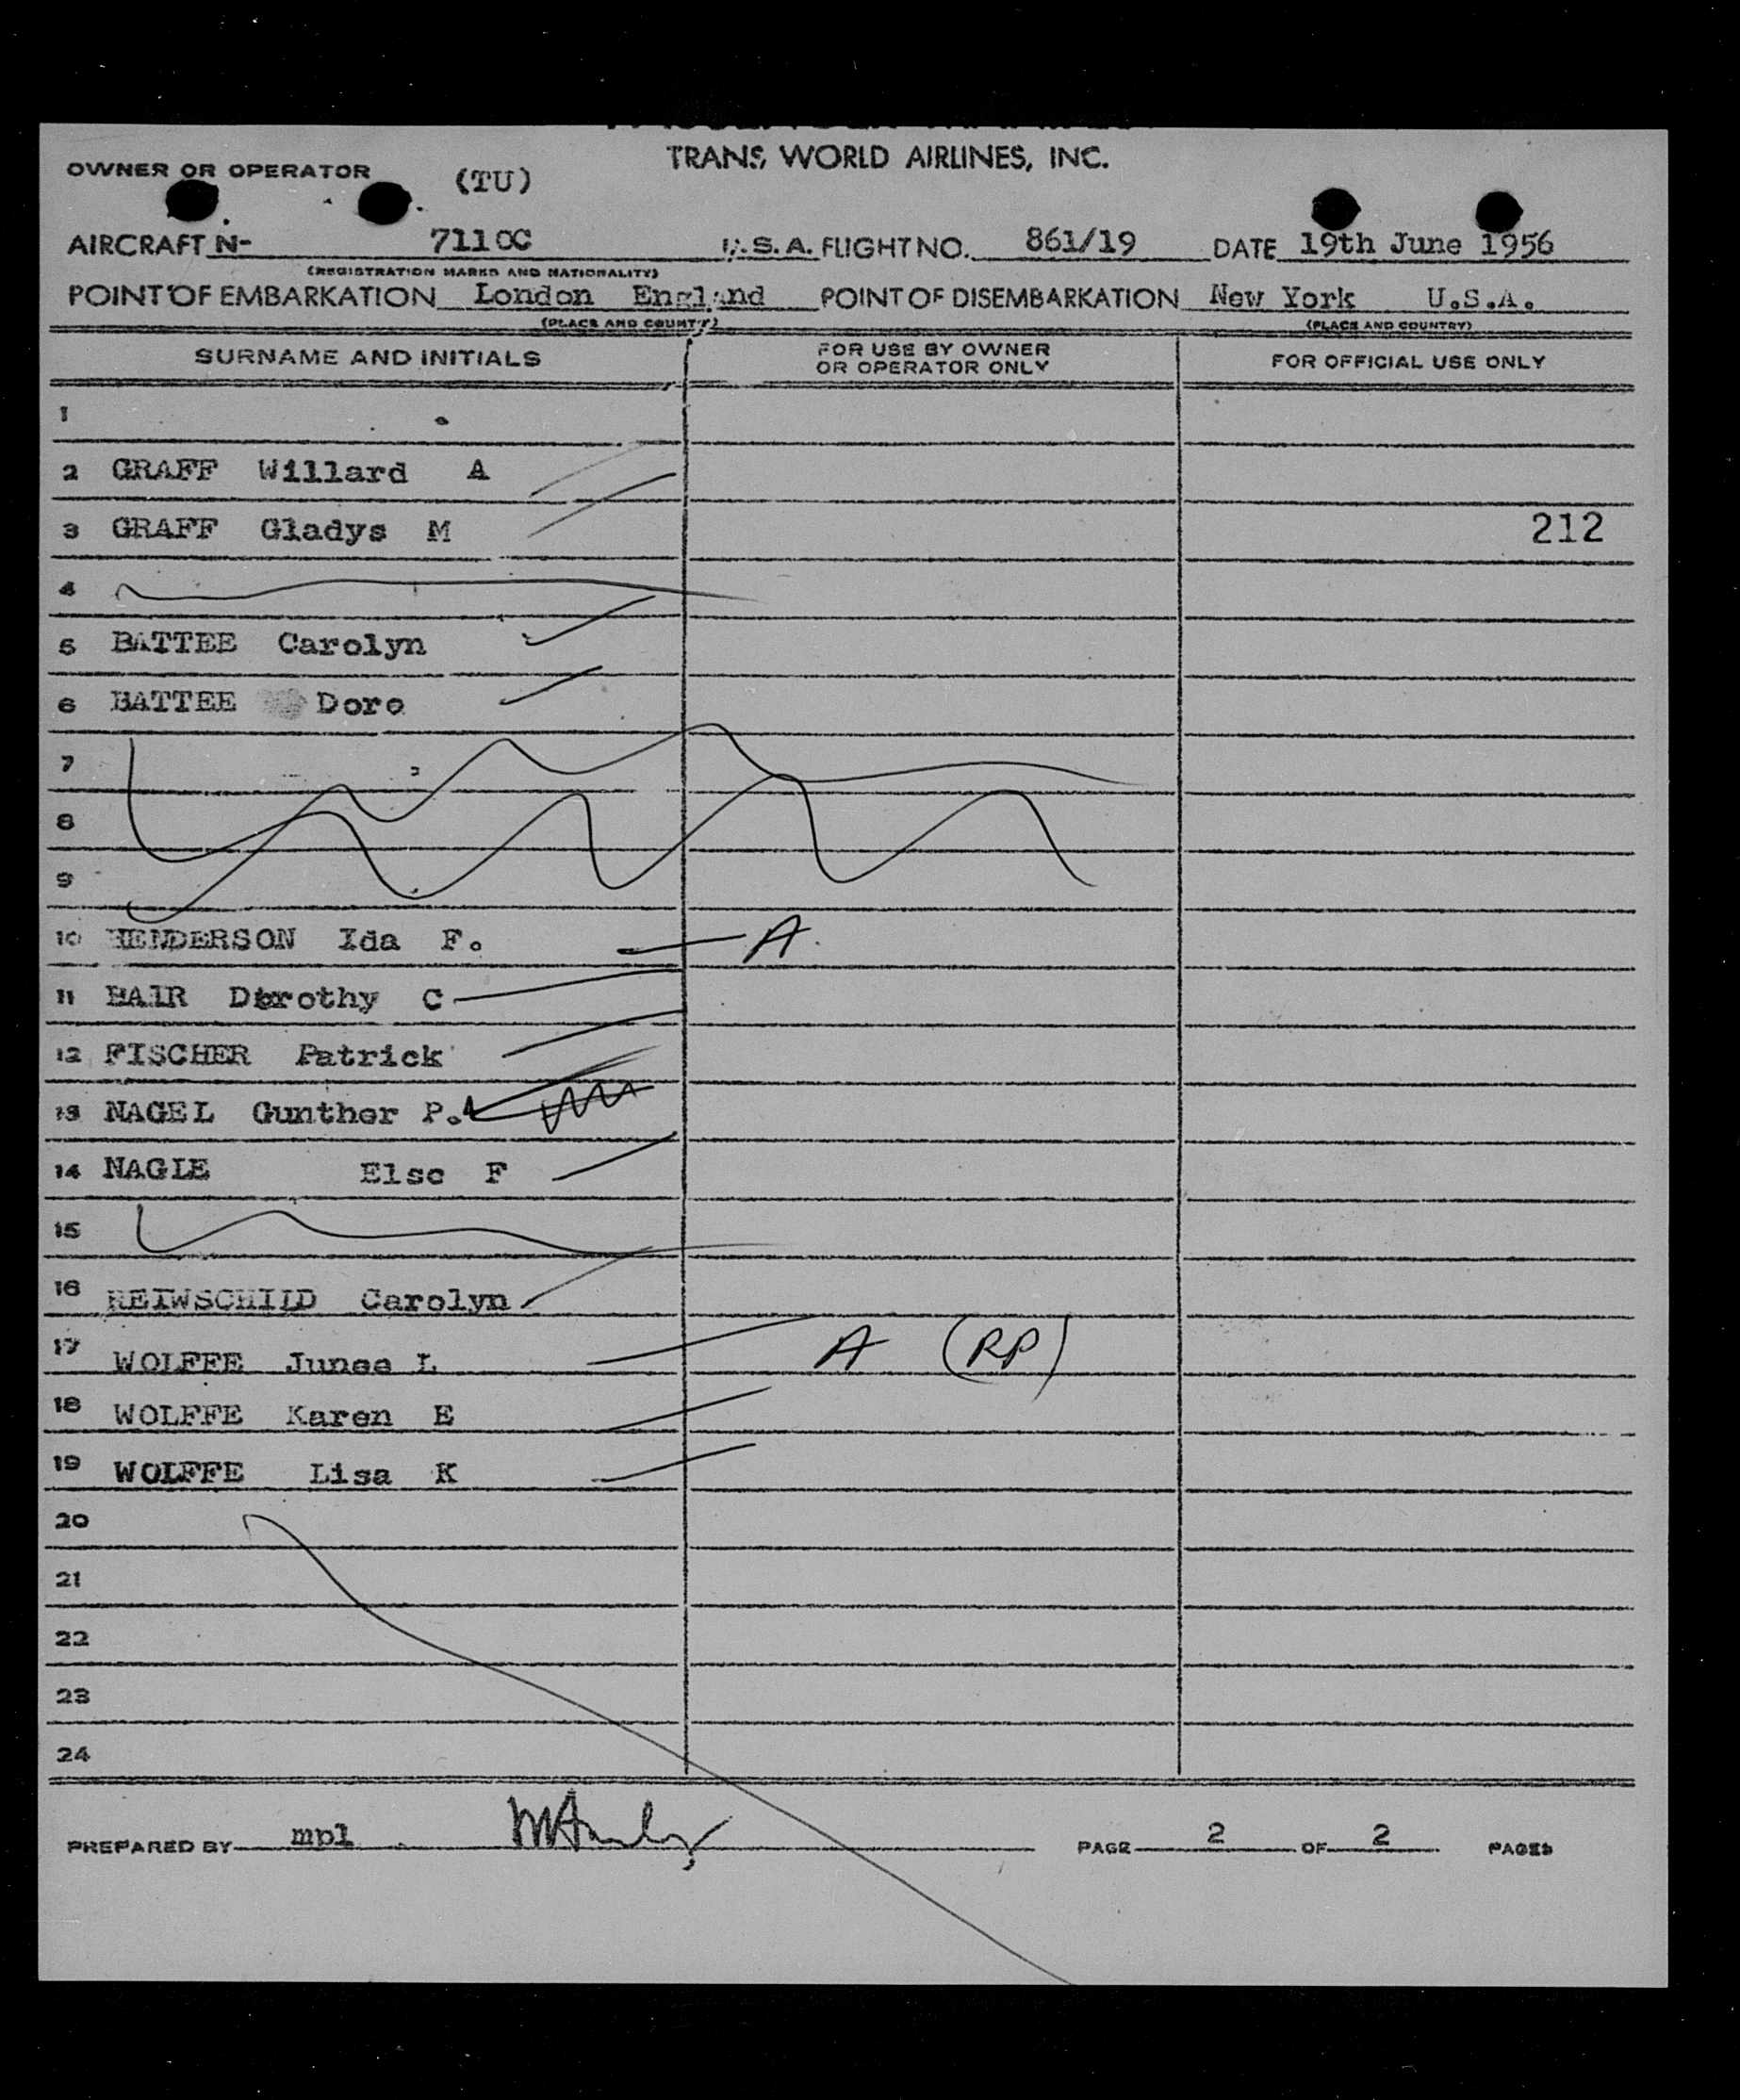 TRANS WORLD AIRLINES, INC.
OWNER OR OPERATOR (TU)
AIRCRAFT N- 7110C U.S.A. FLIGHT NO. 861/19 DATE 19th June 1956
(REGISTRATION MARKS AND NATIONALITY)
POINT OF EMBARKATION London England POINT OF DISEMBARKATION New York U.S.A.
(PLACE AND COUNTY) (PLACE AND COUNTRY)
SURNAME AND INITIALS FOR USE BY OWNER OR OPERATOR ONLY FOR OFFICIAL USE ONLY
1
2 GRAFF Willard A
3 GRAFF Gladys M 212
4
5 BATTEE Carolyn
6 BATTEE Doro
7
8
9
10 HENDERSON Ida F. A
11 Dorothy C
12 FISCHER Patrick
13 NAGEL Gunther P.
14 NAGLE Else F
15
16 Carolyn
17 WOLFFE L A (RP)
18 WOLFFE Karen E
19 WOLFFE Lisa K
20
21
22
23
24
PREPARED BY mpl PAGE 2 OF 2 PAGES